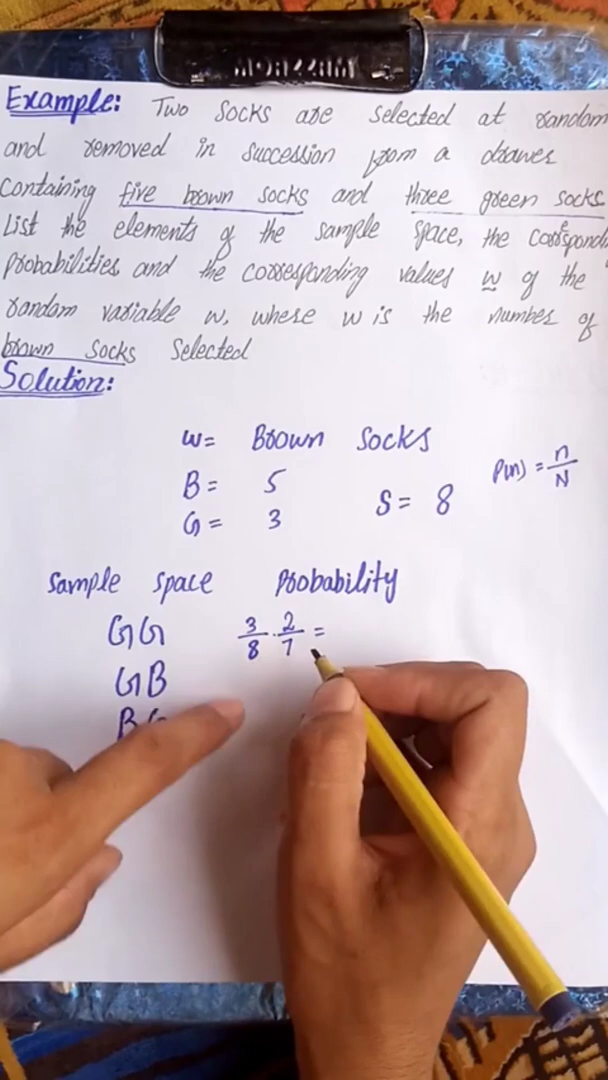 Example: Two socks are selected at random
and removed in succession from a drawer
containing five brown socks and three green socks
List the elements of the sample space, the correspond
probabilities and the corresponding values w of the
random variable w, where w is the number of
brown socks selected
Solution:
w= Brown Socks
B= 5
G= 3
S= 8
P(n) = n/N
Sample space Probability
GG 3/8 · 2/7 =
GB